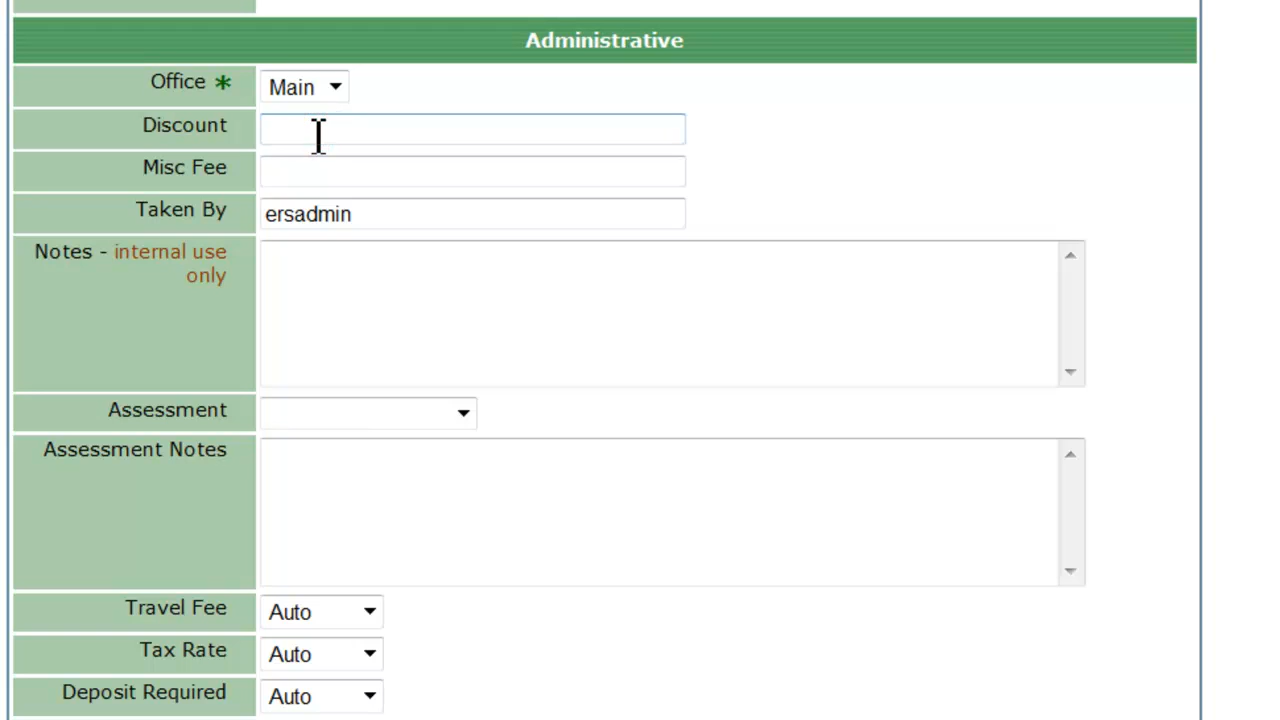 Administrative
Office * Main
Discount
Misc Fee
Taken By ersadmin
Notes - internal use
only
Assessment
Assessment Notes
Travel Fee Auto
Tax Rate Auto
Deposit Required Auto